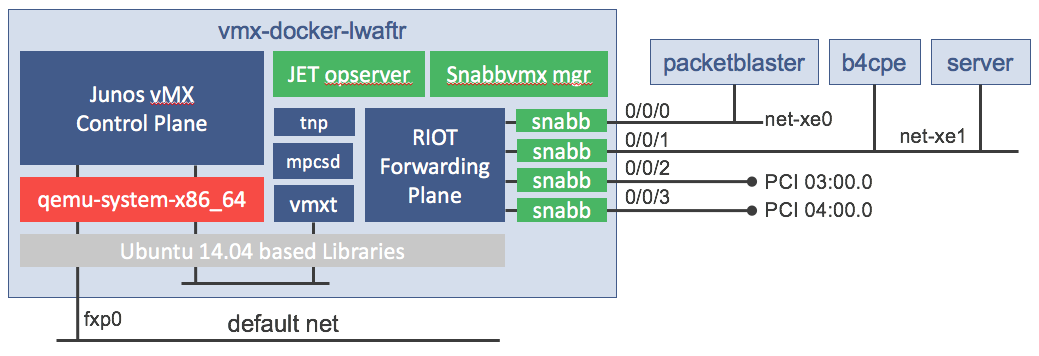 vmx-docker-lwaftr
Junos vMX
Control Plane
JET opserver
Snabbvmx mgr
packetblaster
b4cpe
server
tnp
mpcsd
vmxt
RIOT
Forwarding
Plane
snabb
snabb
snabb
snabb
0/0/0
0/0/1
0/0/2
0/0/3
net-xe0
net-xe1
PCI 03:00.0
PCI 04:00.0
qemu-system-x86_64
Ubuntu 14.04 based Libraries
fxp0
default net